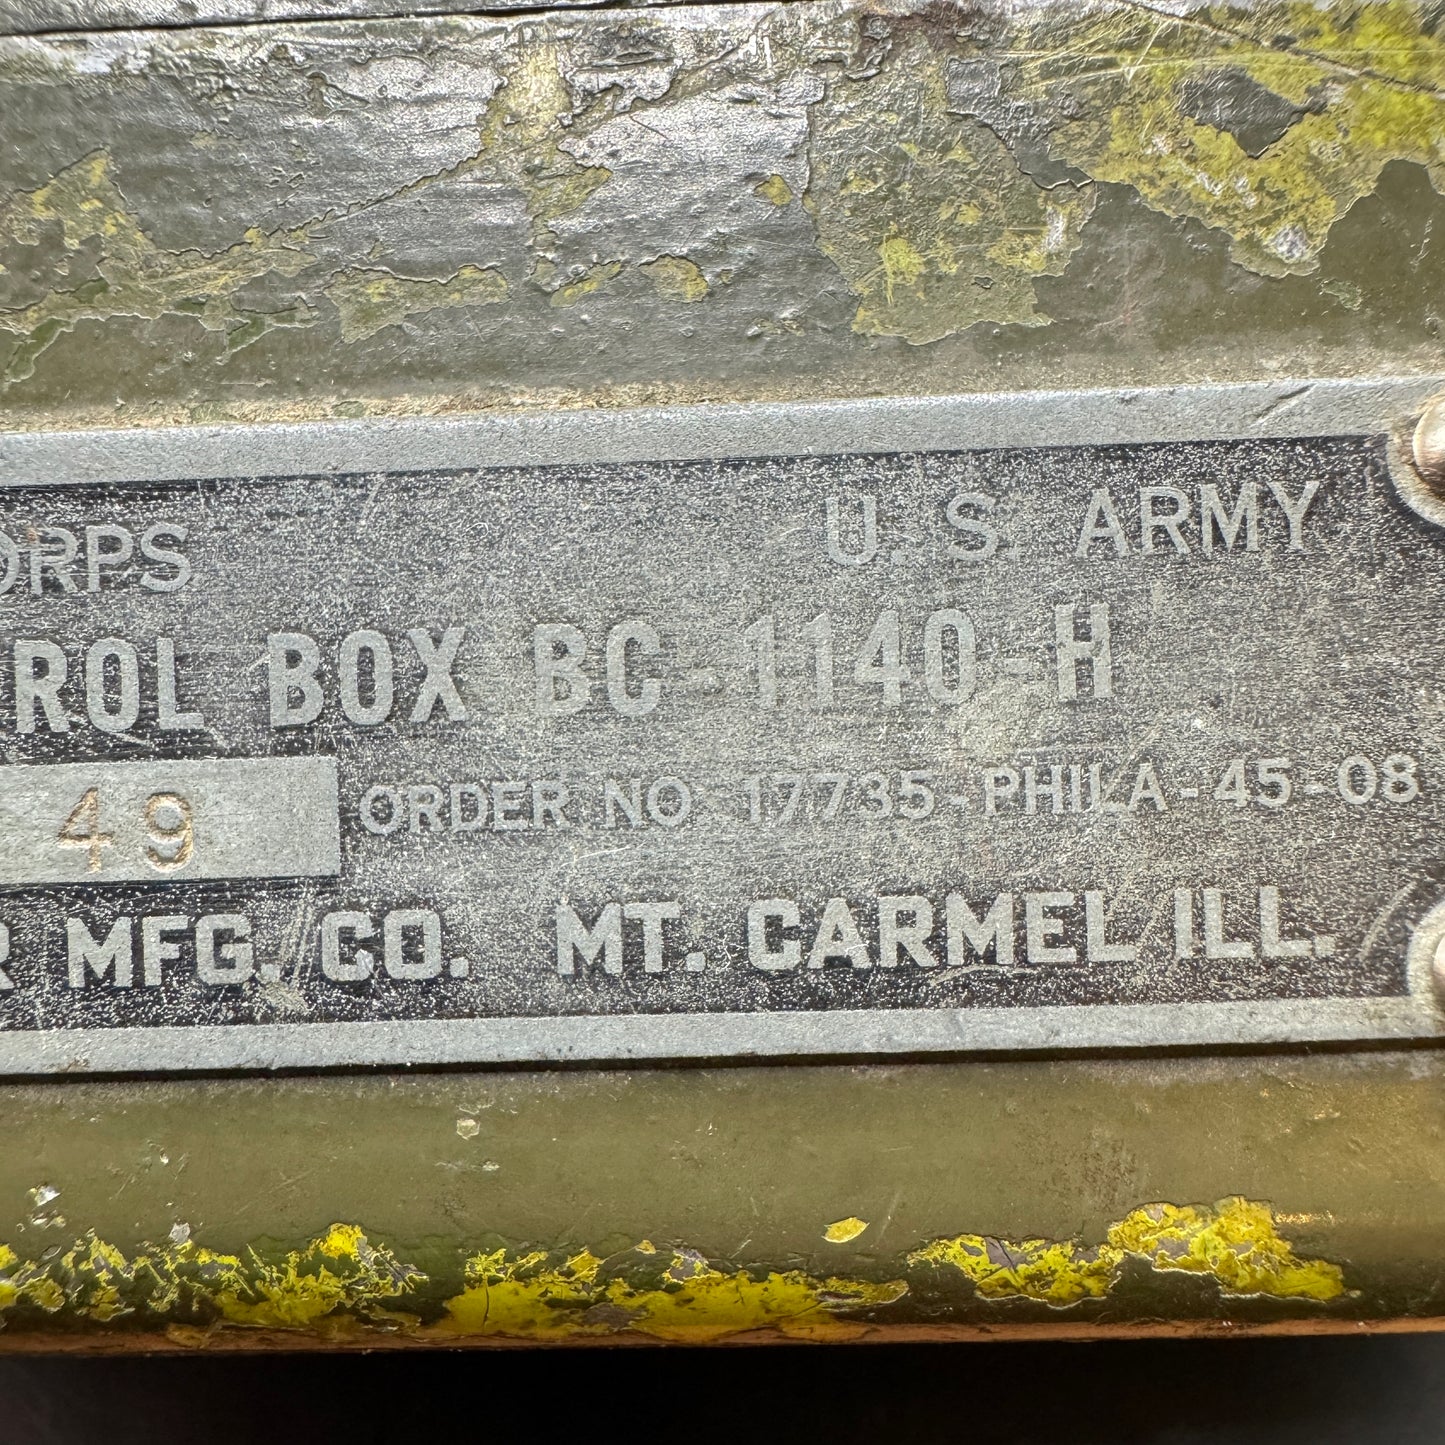 ORPS U. S. ARMY
ROL BOX BC-1140-H
49 ORDER NO 17735-PHILA-45-08
R MFG. CO. MT. CARMEL ILL.